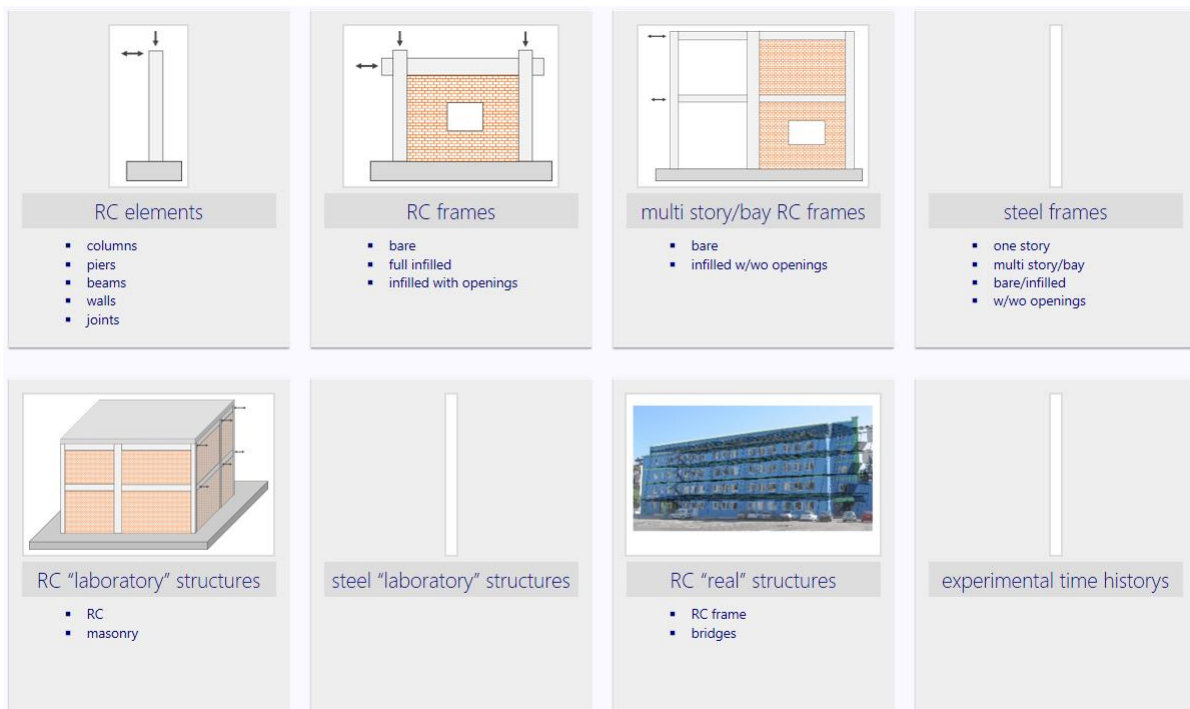 RC elements
▪ columns
▪ piers
▪ beams
▪ walls
▪ joints
RC frames
▪ bare
▪ full infilled
▪ infilled with openings
multi story/bay RC frames
▪ bare
▪ infilled w/wo openings
steel frames
▪ one story
▪ multi story/bay
▪ bare/infilled
▪ w/wo openings
RC “laboratory” structures
▪ RC
▪ masonry
steel “laboratory” structures
RC “real” structures
▪ RC frame
▪ bridges
experimental time historys